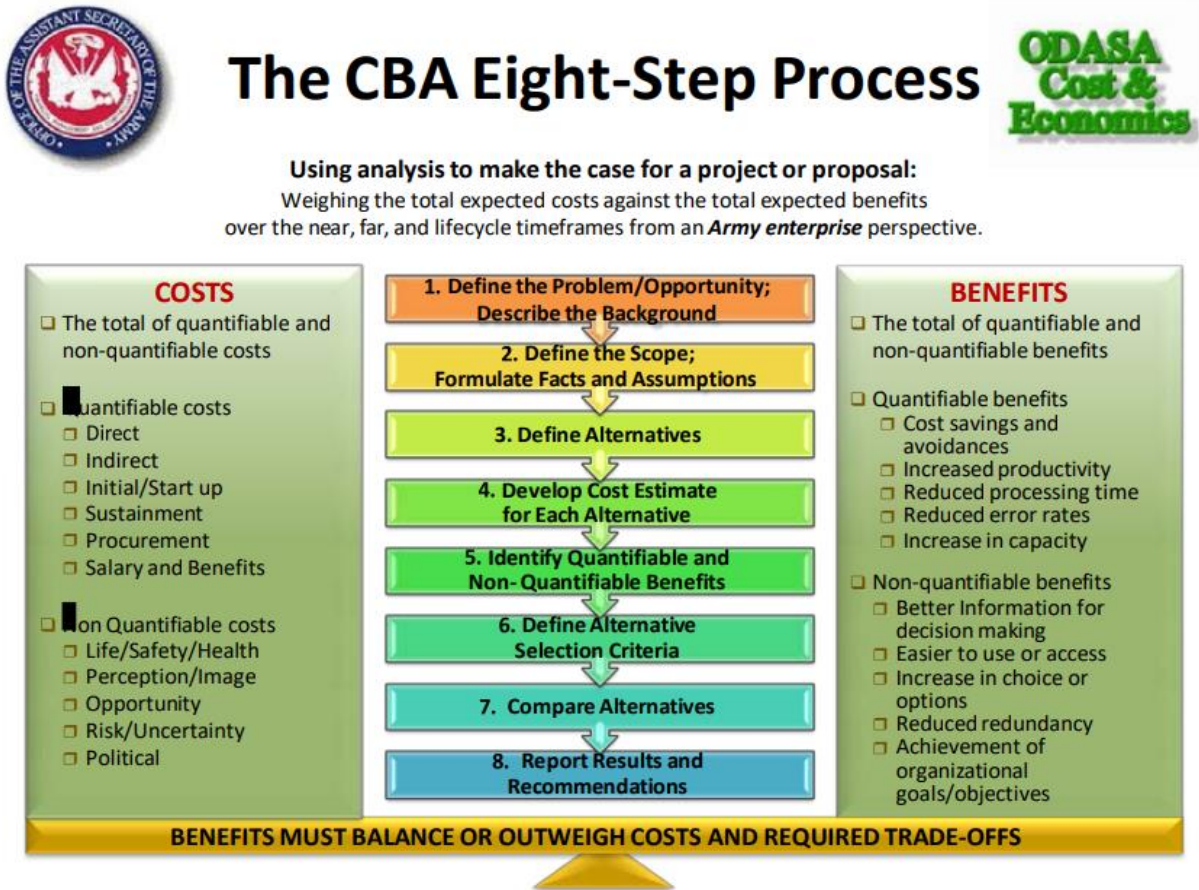 OFFICE OF THE ASSISTANT SECRETARY OF THE ARMY
The CBA Eight-Step Process
ODASA
Cost &
Economics
Using analysis to make the case for a project or proposal:
Weighing the total expected costs against the total expected benefits
over the near, far, and lifecycle timeframes from an Army enterprise perspective.
COSTS
The total of quantifiable and
non-quantifiable costs
uantifiable costs
Direct
Indirect
Initial/Start up
Sustainment
Procurement
Salary and Benefits
on Quantifiable costs
Life/Safety/Health
Perception/Image
Opportunity
Risk/Uncertainty
Political
1. Define the Problem/Opportunity;
Describe the Background
2. Define the Scope;
Formulate Facts and Assumptions
3. Define Alternatives
4. Develop Cost Estimate
for Each Alternative
5. Identify Quantifiable and
Non- Quantifiable Benefits
6. Define Alternative
Selection Criteria
7. Compare Alternatives
8. Report Results and
Recommendations
BENEFITS
The total of quantifiable and
non-quantifiable benefits
Quantifiable benefits
Cost savings and
avoidances
Increased productivity
Reduced processing time
Reduced error rates
Increase in capacity
Non-quantifiable benefits
Better Information for
decision making
Easier to use or access
Increase in choice or
options
Reduced redundancy
Achievement of
organizational
goals/objectives
BENEFITS MUST BALANCE OR OUTWEIGH COSTS AND REQUIRED TRADE-OFFS